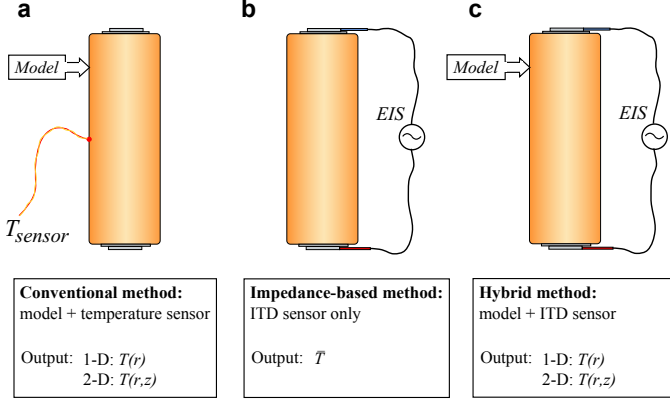 a
b
c
Model
Model
EIS
EIS
T_sensor
Conventional method:
model + temperature sensor
Output: 1-D: T(r)
2-D: T(r,z)
Impedance-based method:
ITD sensor only
Output: T̅
Hybrid method:
model + ITD sensor
Output: 1-D: T(r)
2-D: T(r,z)